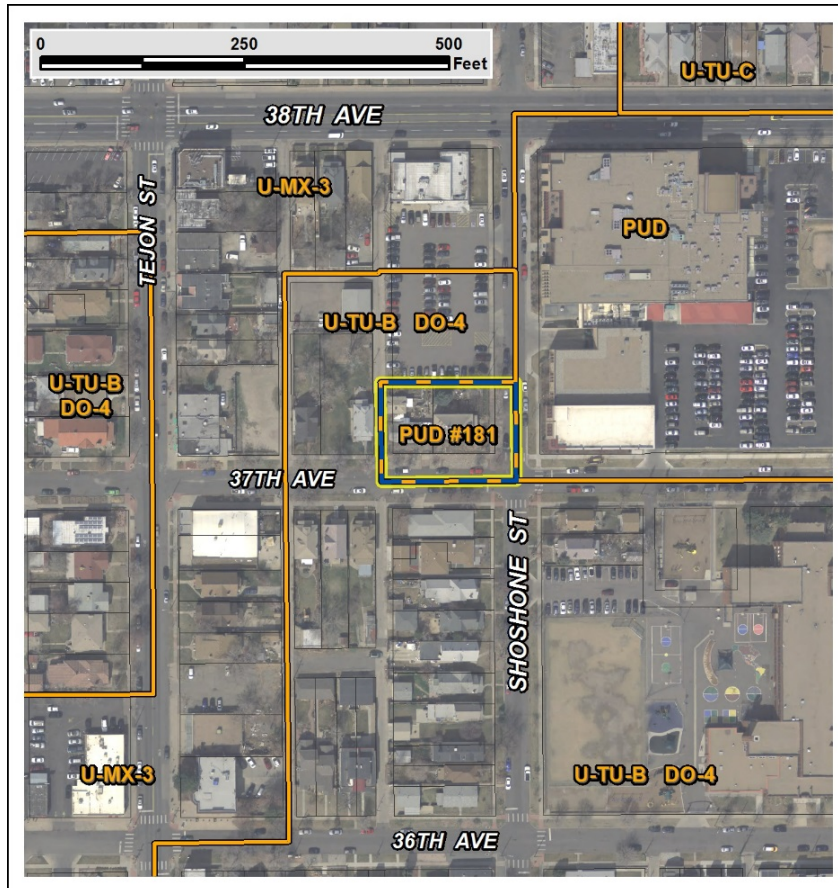 0 250 500
Feet
U-TU-C
38TH AVE
U-MX-3
TEJON ST
PUD
U-TU-B DO-4
U-TU-B
DO-4
PUD #181
37TH AVE
SHOSHONE ST
U-MX-3
U-TU-B DO-4
36TH AVE